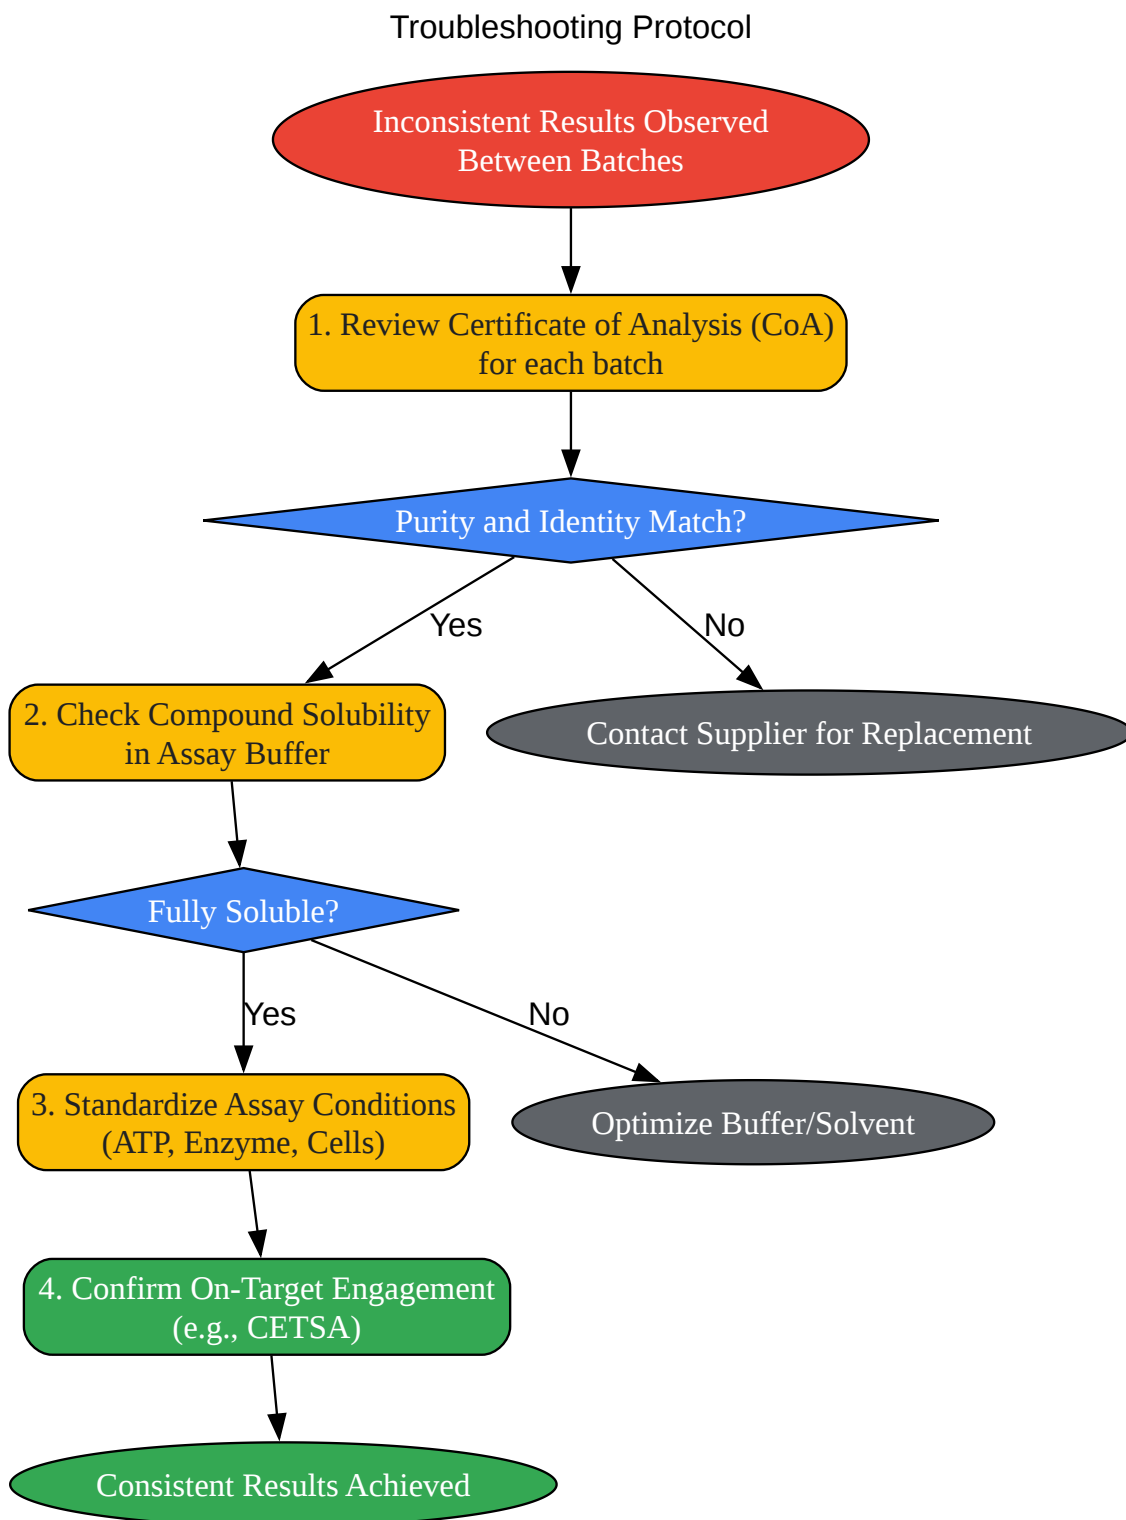 Troubleshooting Protocol
Inconsistent Results Observed
Between Batches
1. Review Certificate of Analysis (CoA)
for each batch
Purity and Identity Match?
Yes
No
2. Check Compound Solubility
in Assay Buffer
Contact Supplier for Replacement
Fully Soluble?
Yes
No
3. Standardize Assay Conditions
(ATP, Enzyme, Cells)
Optimize Buffer/Solvent
4. Confirm On-Target Engagement
(e.g., CETSA)
Consistent Results Achieved